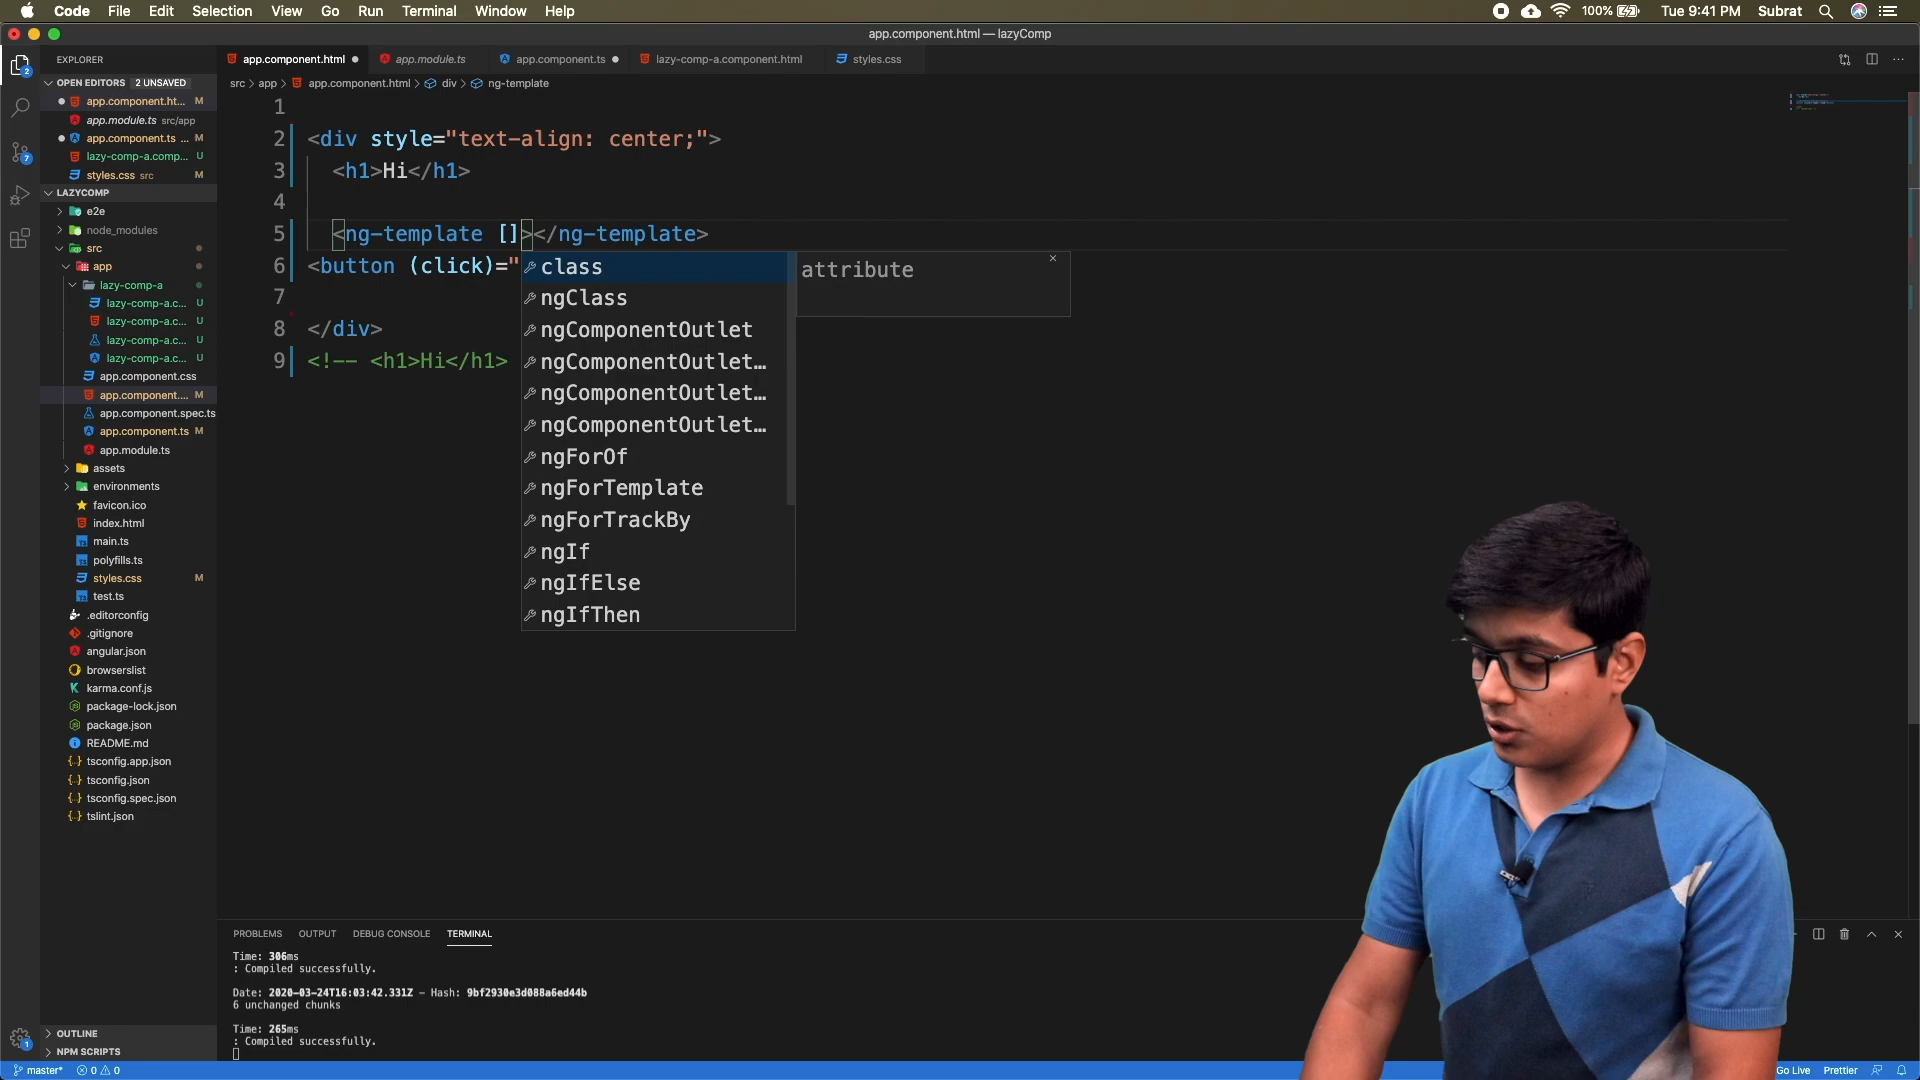 Code File Edit Selection View Go Run Terminal Window Help 100% Tue 9:41 PM Subrat
app.component.html — lazyComp
EXPLORER
app.component.html app.module.ts app.component.ts lazy-comp-a.component.html styles.css
src > app > app.component.html > div > ng-template
OPEN EDITORS 2 UNSAVED
app.component.ht... M
app.module.ts src/app
app.component.ts ... M
lazy-comp-a.comp... U
styles.css src M
LAZYCOMP
e2e
node_modules
src
app
lazy-comp-a
lazy-comp-a.c... U
lazy-comp-a.c... U
lazy-comp-a.c... U
lazy-comp-a.c... U
app.component.css
app.component.... M
app.component.spec.ts
app.component.ts M
app.module.ts
assets
environments
favicon.ico
index.html
main.ts
polyfills.ts
styles.css M
test.ts
.editorconfig
.gitignore
angular.json
browserslist
karma.conf.js
package-lock.json
package.json
README.md
tsconfig.app.json
tsconfig.json
tsconfig.spec.json
tslint.json
OUTLINE
NPM SCRIPTS
1
2 <div style="text-align: center;">
3 <h1>Hi</h1>
4
5 <ng-template []></ng-template>
6 <button (click)="
7
8 </div>
9 <!-- <h1>Hi</h1>
class
ngClass
ngComponentOutlet
ngComponentOutlet...
ngComponentOutlet...
ngComponentOutlet...
ngForOf
ngForTemplate
ngForTrackBy
ngIf
ngIfElse
ngIfThen
attribute
PROBLEMS OUTPUT DEBUG CONSOLE TERMINAL
Time: 306ms
: Compiled successfully.
Date: 2020-03-24T16:03:42.331Z - Hash: 9bf2930e3d088a6ed44b
6 unchanged chunks
Time: 265ms
: Compiled successfully.
master* 0 0 Go Live Prettier